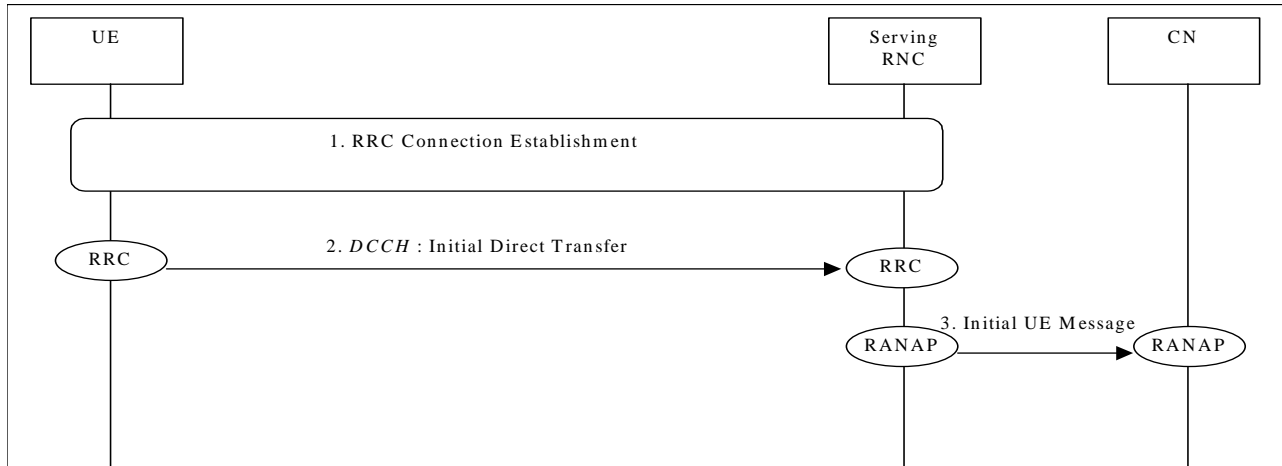 UE
Serving
RNC
CN
1. RRC Connection Establishment
2. DCCH : Initial Direct Transfer
RRC
RRC
3. Initial UE Message
RANAP
RANAP